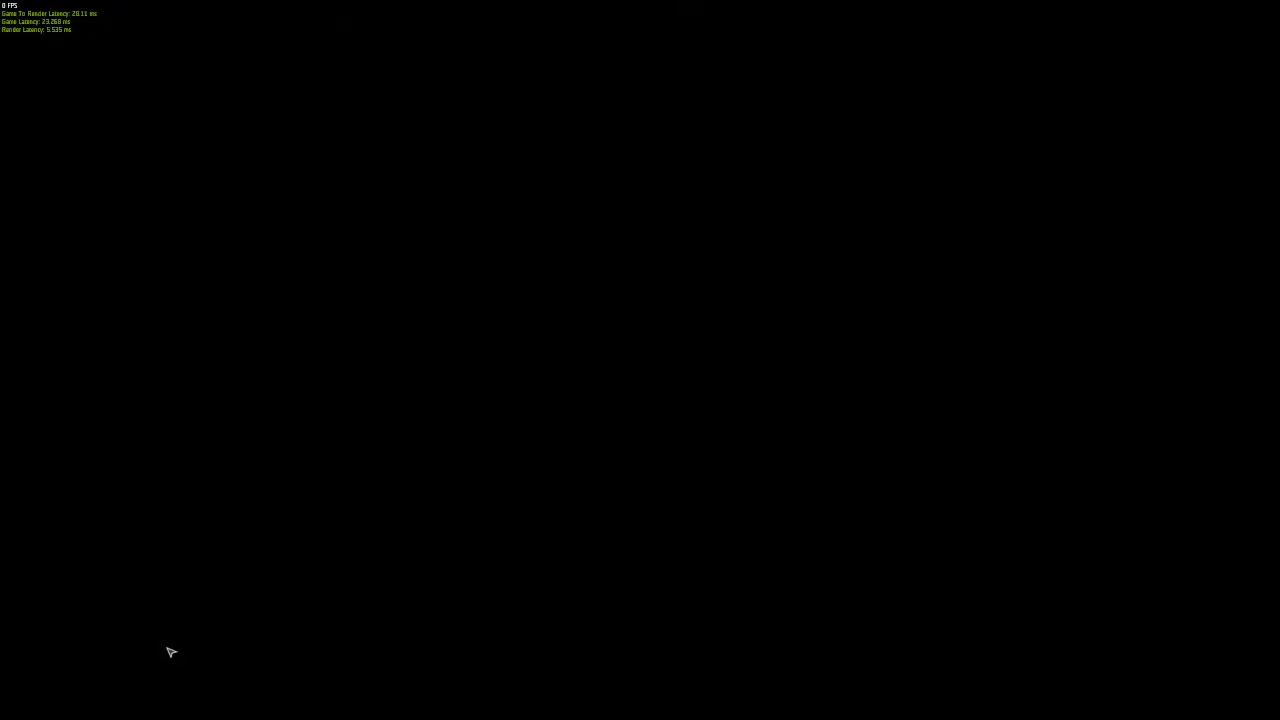 0 FPS
Game To Render Latency: 28.11 ms
Game Latency: 23.268 ms
Render Latency: 5.535 ms